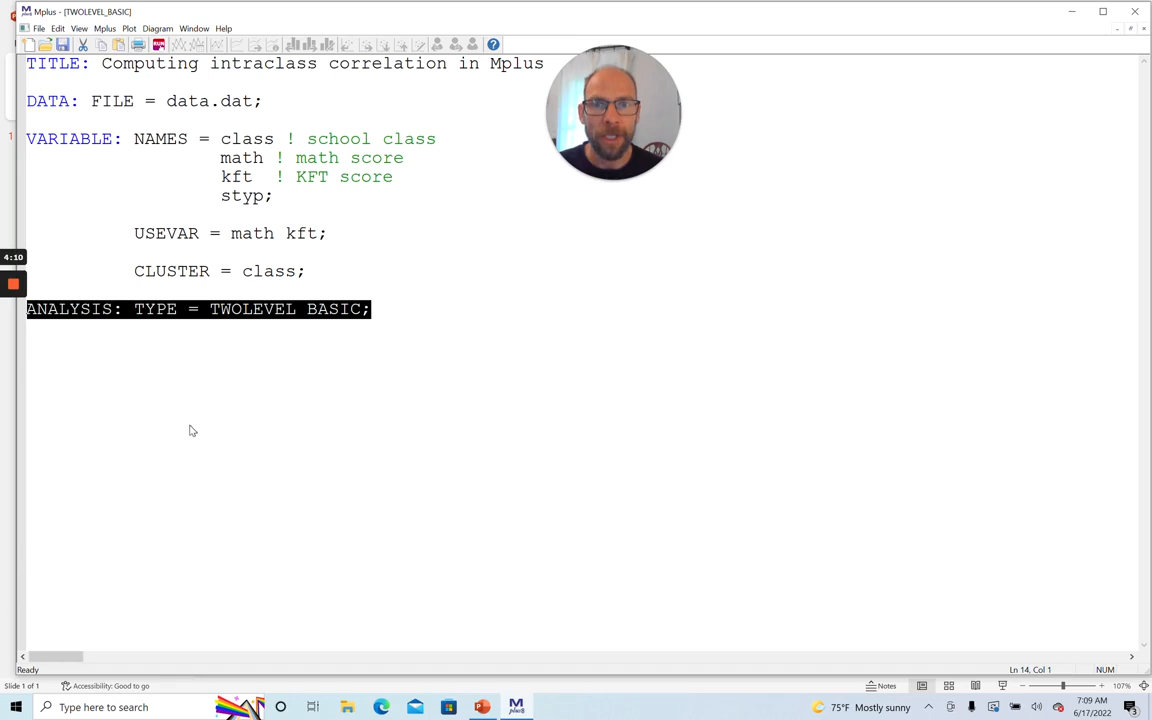 Mplus - [TWOLEVEL_BASIC]
File Edit View Mplus Plot Diagram Window Help
RUN
TITLE: Computing intraclass correlation in Mplus
DATA: FILE = data.dat;
VARIABLE: NAMES = class ! school class
math ! math score
kft ! KFT score
styp;
USEVAR = math kft;
4:10
CLUSTER = class;
ANALYSIS: TYPE = TWOLEVEL BASIC;
Ready
Ln 14, Col 1
NUM
Slide 1 of 1
Accessibility: Good to go
Notes
107%
Type here to search
75°F Mostly sunny
7:09 AM
6/17/2022
3